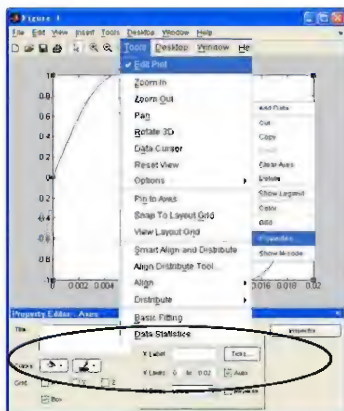 Figure 1
File Edit View Insert Tools Desktop Window Help
Tools Desktop Window He
Edit Plot
Zoom In
Zoom Out
Pan
Rotate 3D
Data Cursor
Reset View
Options
Pin to Axes
Snap To Layout Grid
View Layout Grid
Smart Align and Distribute
Align Distribute Tool
Align
Distribute
Basic Fitting
Data Statistics
Add Data
Cut
Copy
Clear Axes
Delete
Show Legend
Color
Grid
Properties
Show M-code
1
0.8
0.6
0.4
0.2
0
-0.2
-0.4
-0.6
-0.8
-1
0 0.002 0.004 0.016 0.018 0.02
Property Editor - Axes
Title
Inspector
X Label
Ticks...
Colors
X Limits 0 to 0.02 Auto
Grid
Box